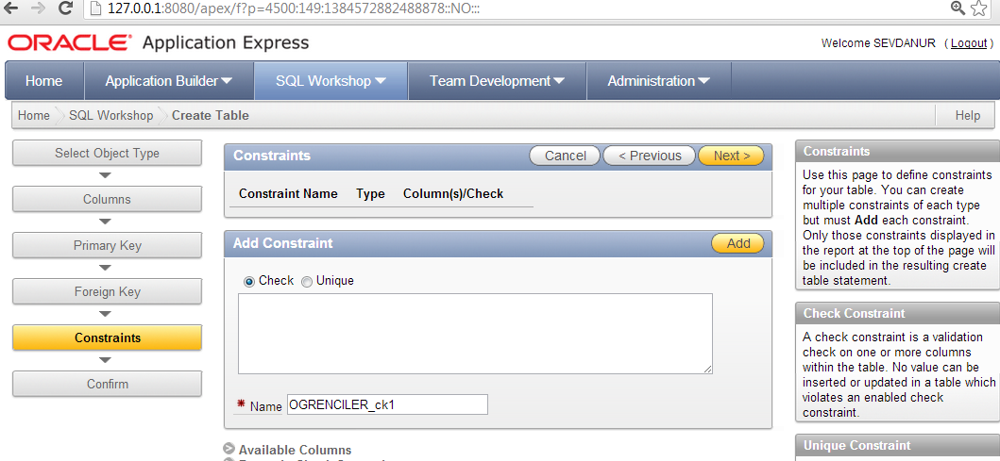 127.0.0.1:8080/apex/f?p=4500:149:1384572882488878::NO:::
ORACLE® Application Express
Welcome SEVDANUR ( Logout )
Home Application Builder SQL Workshop Team Development Administration
Home SQL Workshop Create Table Help
Select Object Type
Columns
Primary Key
Foreign Key
Constraints
Confirm
Constraints Cancel < Previous Next >
Constraint Name Type Column(s)/Check
Add Constraint Add
Check Unique
* Name OGRENCILER_ck1
Available Columns
Constraints
Use this page to define constraints
for your table. You can create
multiple constraints of each type
but must Add each constraint.
Only those constraints displayed in
the report at the top of the page will
be included in the resulting create
table statement.
Check Constraint
A check constraint is a validation
check on one or more columns
within the table. No value can be
inserted or updated in a table which
violates an enabled check
constraint.
Unique Constraint